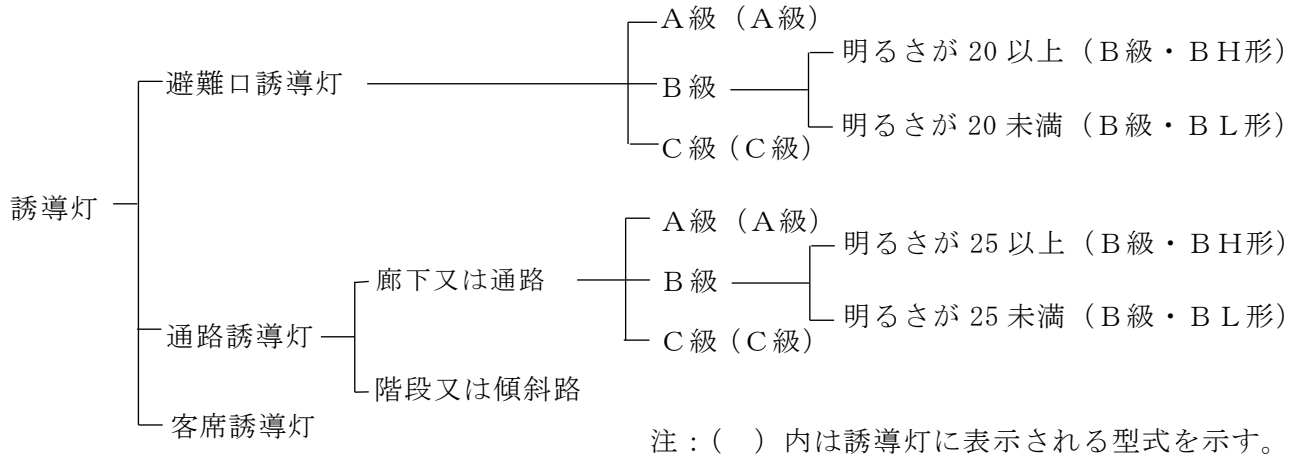 誘導灯
避難口誘導灯
A級（A級）
B級
明るさが 20 以上（B級・BH形）
明るさが 20 未満（B級・BL形）
C級（C級）
通路誘導灯
廊下又は通路
A級（A級）
B級
明るさが 25 以上（B級・BH形）
明るさが 25 未満（B級・BL形）
C級（C級）
階段又は傾斜路
客席誘導灯
注：(　) 内は誘導灯に表示される型式を示す。